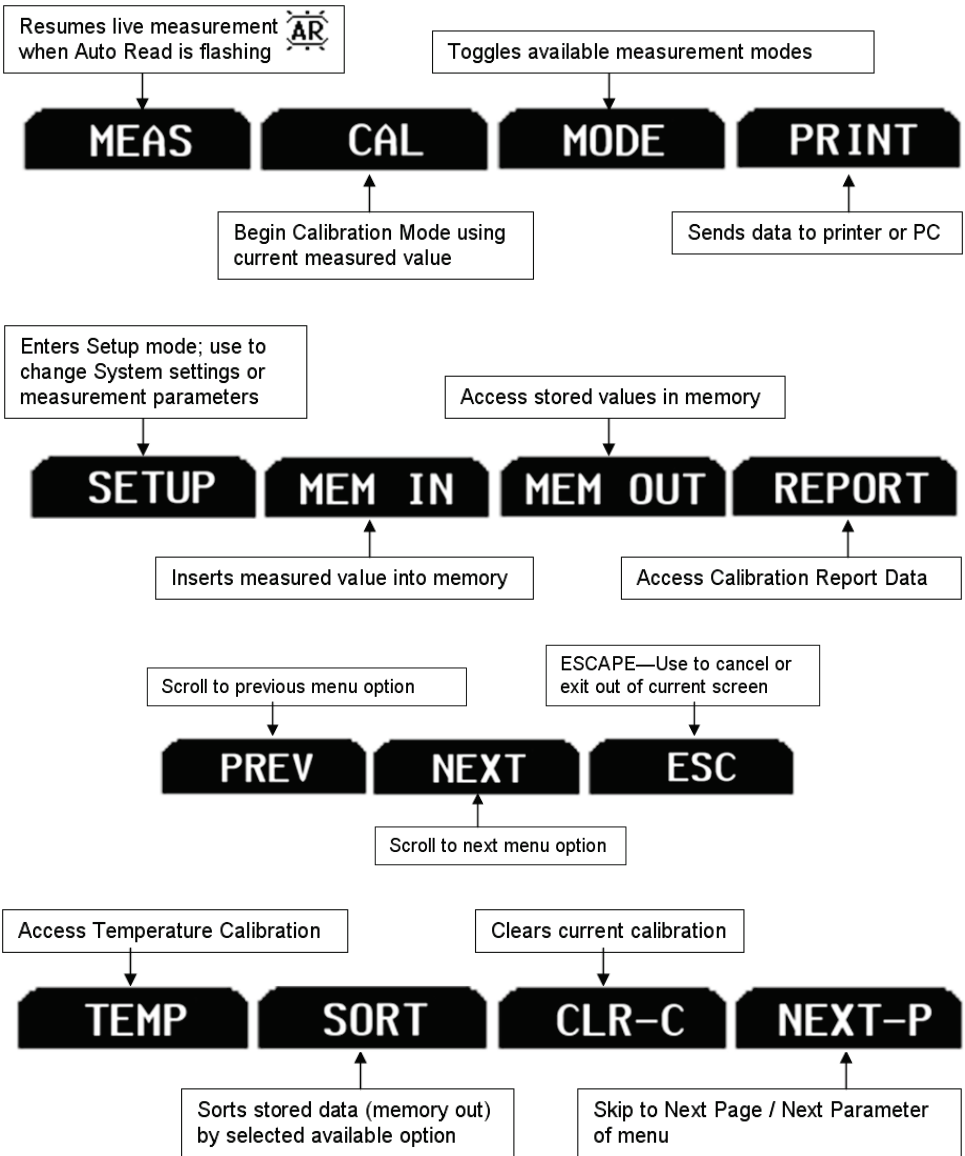 Resumes live measurement
when Auto Read is flashing
AR
Toggles available measurement modes
MEAS
CAL
MODE
PRINT
Begin Calibration Mode using
current measured value
Sends data to printer or PC
Enters Setup mode; use to
change System settings or
measurement parameters
Access stored values in memory
SETUP
MEM IN
MEM OUT
REPORT
Inserts measured value into memory
Access Calibration Report Data
Scroll to previous menu option
ESCAPE—Use to cancel or
exit out of current screen
PREV
NEXT
ESC
Scroll to next menu option
Access Temperature Calibration
Clears current calibration
TEMP
SORT
CLR-C
NEXT-P
Sorts stored data (memory out)
by selected available option
Skip to Next Page / Next Parameter
of menu